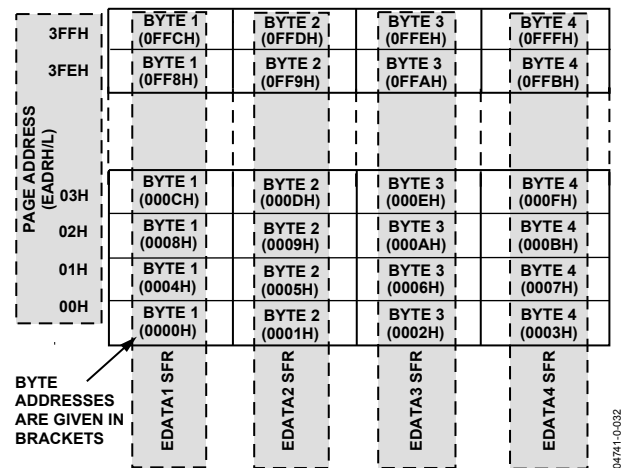 3FFH
BYTE 1
(0FFCH)
BYTE 2
(0FFDH)
BYTE 3
(0FFEH)
BYTE 4
(0FFFH)
3FEH
BYTE 1
(0FF8H)
BYTE 2
(0FF9H)
BYTE 3
(0FFAH)
BYTE 4
(0FFBH)
PAGE ADDRESS
(EADRH/L)
03H
BYTE 1
(000CH)
BYTE 2
(000DH)
BYTE 3
(000EH)
BYTE 4
(000FH)
02H
BYTE 1
(0008H)
BYTE 2
(0009H)
BYTE 3
(000AH)
BYTE 4
(000BH)
01H
BYTE 1
(0004H)
BYTE 2
(0005H)
BYTE 3
(0006H)
BYTE 4
(0007H)
00H
BYTE 1
(0000H)
BYTE 2
(0001H)
BYTE 3
(0002H)
BYTE 4
(0003H)
BYTE
ADDRESSES
ARE GIVEN IN
BRACKETS
EDATA1 SFR
EDATA2 SFR
EDATA3 SFR
EDATA4 SFR
04741-0-032